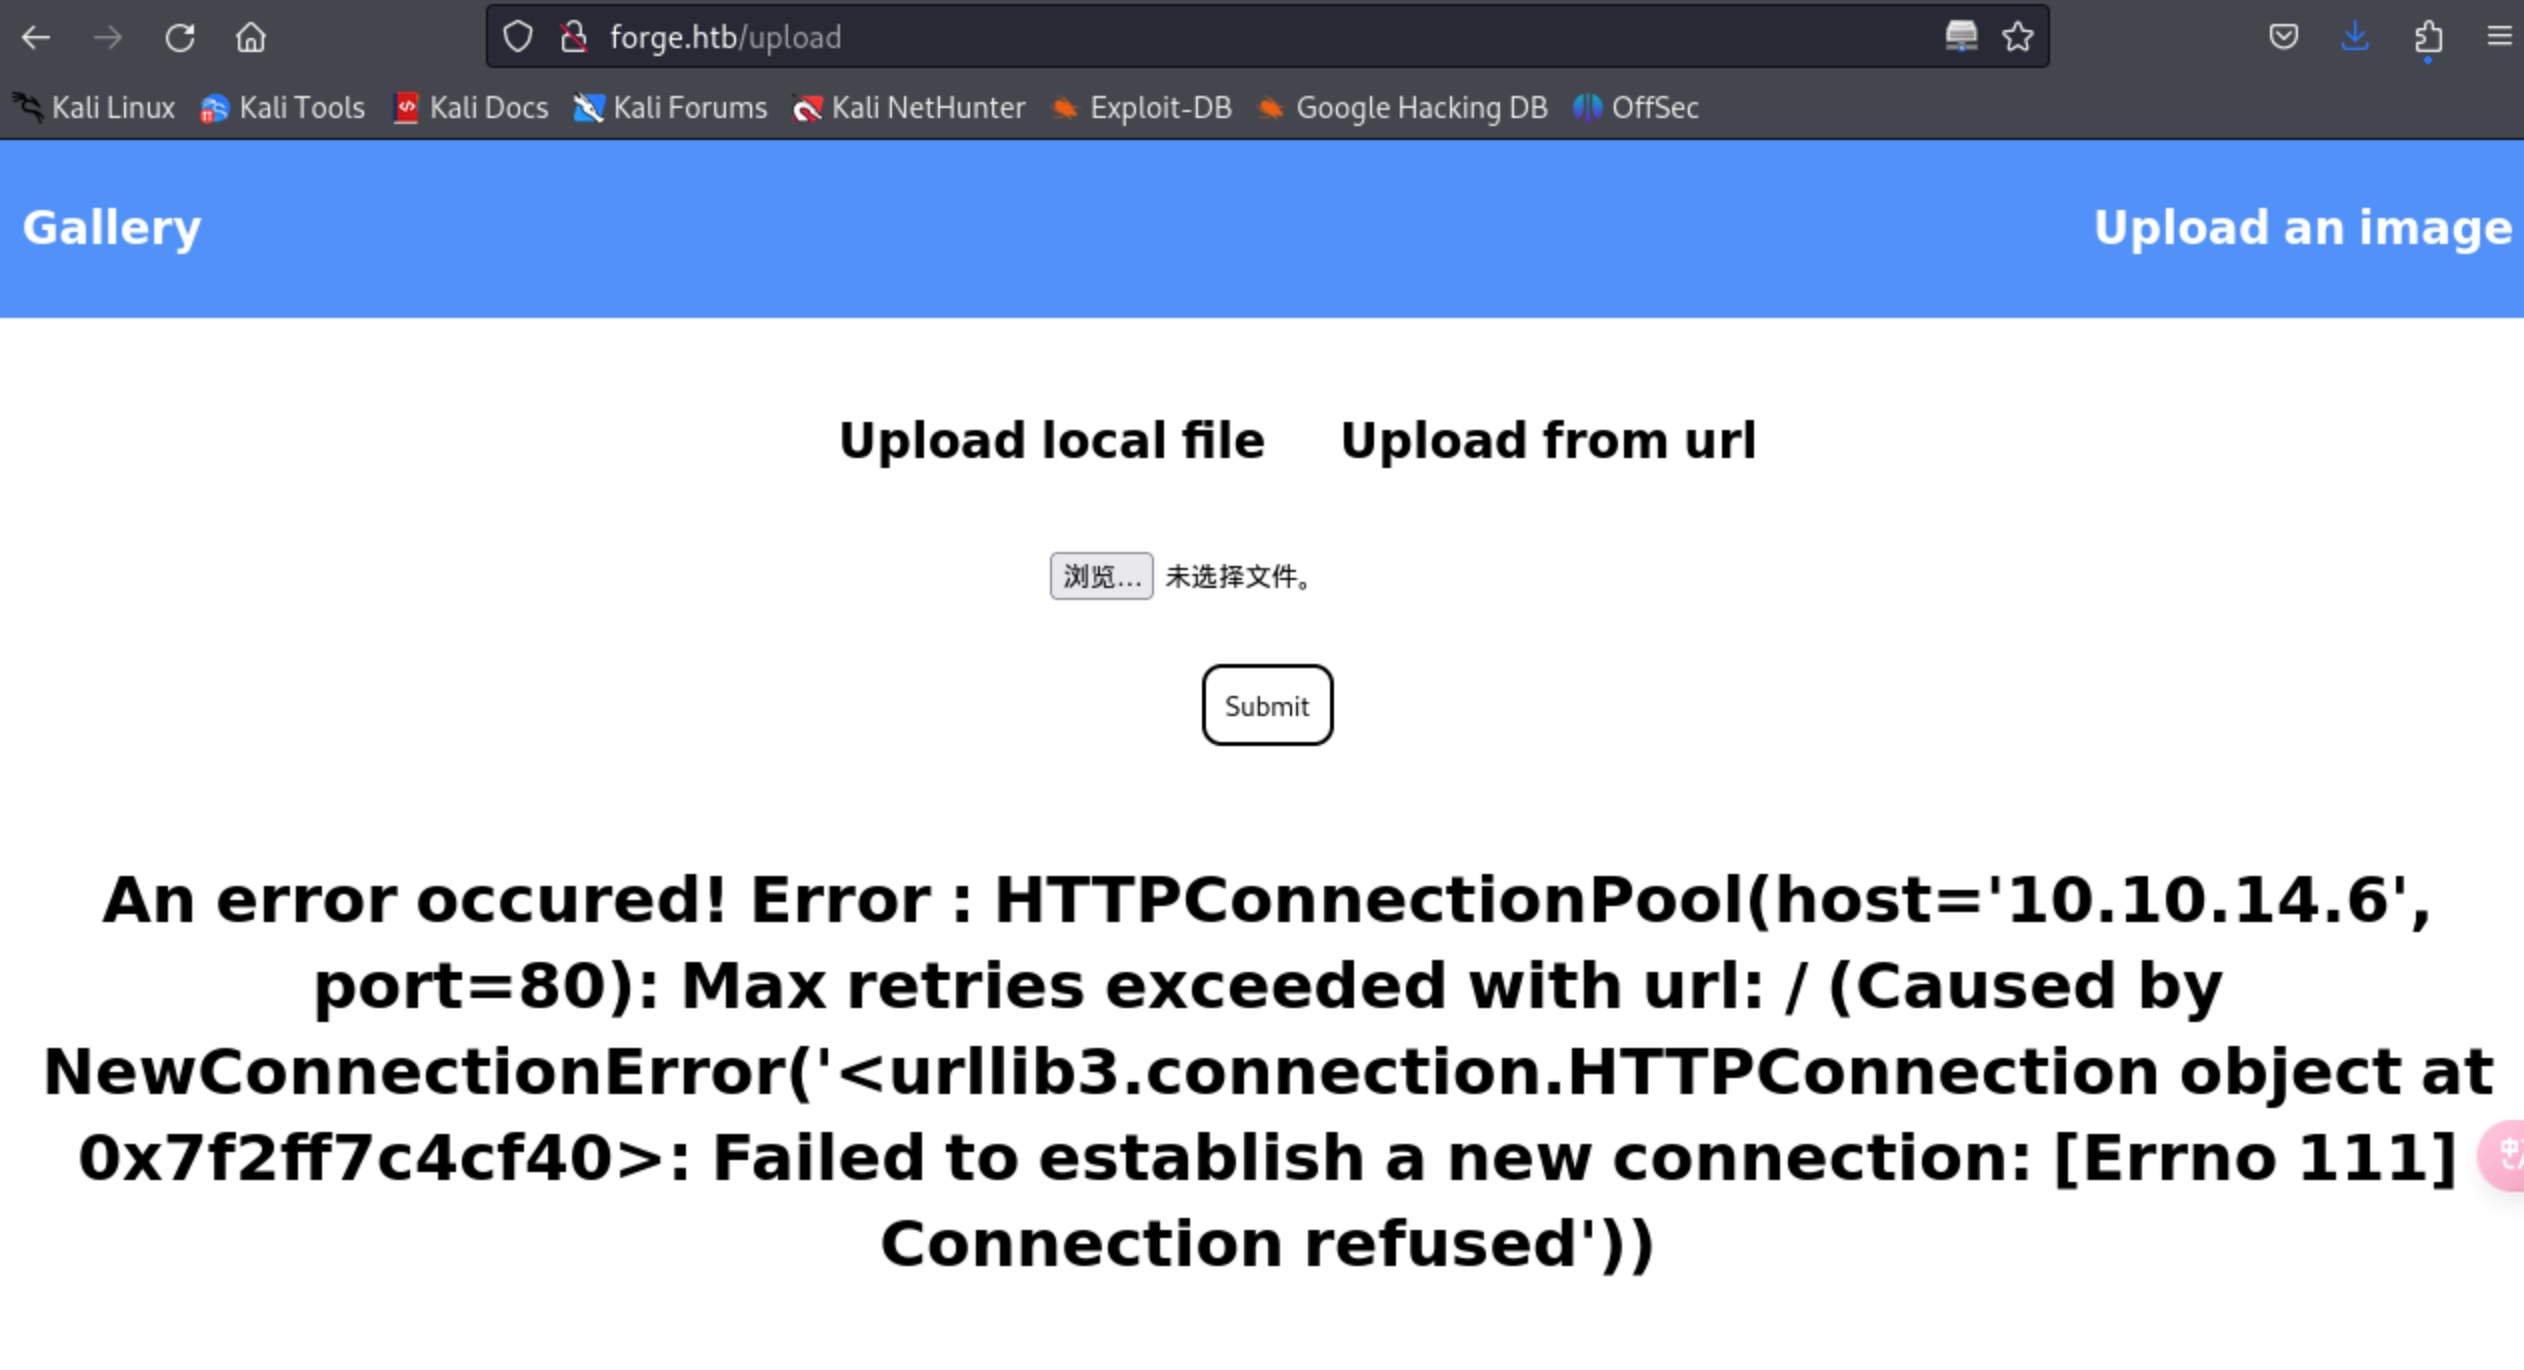 forge.htb/upload
Kali Linux Kali Tools Kali Docs Kali Forums Kali NetHunter Exploit-DB Google Hacking DB OffSec
Gallery Upload an image
Upload local file Upload from url
浏览… 未选择文件。
Submit
An error occured! Error : HTTPConnectionPool(host='10.10.14.6',
port=80): Max retries exceeded with url: / (Caused by
NewConnectionError('<urllib3.connection.HTTPConnection object at
0x7f2ff7c4cf40>: Failed to establish a new connection: [Errno 111]
Connection refused'))